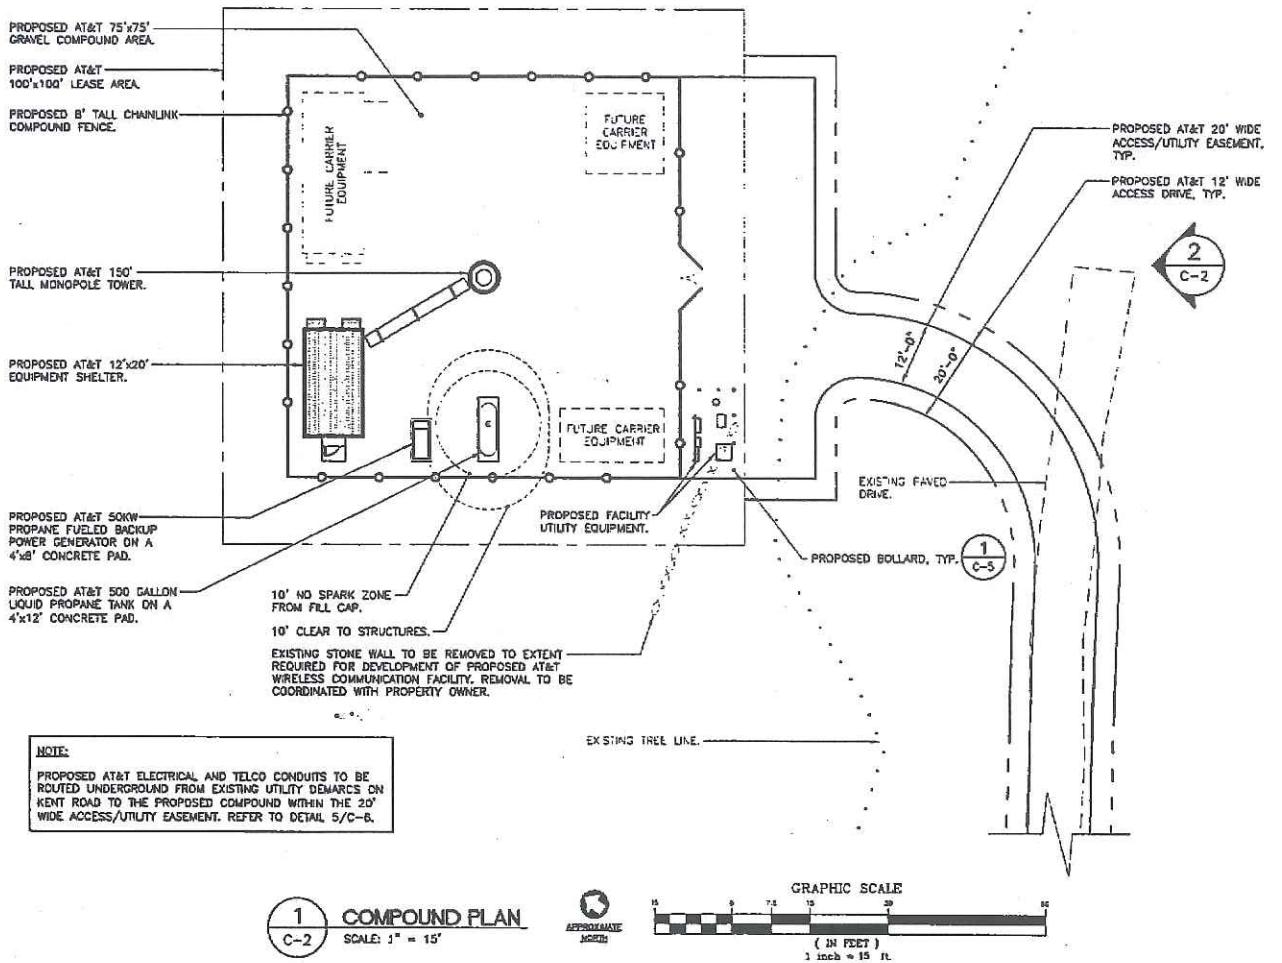 PROPOSED AT&T 75'x75'
GRAVEL COMPOUND AREA.
PROPOSED AT&T
100'x100' LEASE AREA.
PROPOSED 8' TALL CHAINLINK
COMPOUND FENCE.
PROPOSED AT&T 150'
TALL MONOPOLE TOWER.
PROPOSED AT&T 12'x20'
EQUIPMENT SHELTER.
PROPOSED AT&T 50KW
PROPANE FUELED BACKUP
POWER GENERATOR ON A
4'x8' CONCRETE PAD.
PROPOSED AT&T 500 GALLON
LIQUID PROPANE TANK ON A
4'x12' CONCRETE PAD.
FUTURE CARRIER
EQUIPMENT
FUTURE
CARRIER
EQUIPMENT
FUTURE CARRIER
EQUIPMENT
10' NO SPARK ZONE
FROM FILL CAP.
10' CLEAR TO STRUCTURES.
EXISTING STONE WALL TO BE REMOVED TO EXTENT
REQUIRED FOR DEVELOPMENT OF PROPOSED AT&T
WIRELESS COMMUNICATION FACILITY. REMOVAL TO BE
COORDINATED WITH PROPERTY OWNER.
PROPOSED FACILITY
UTILITY EQUIPMENT.
PROPOSED BOLLARD, TYP.
1
C-5
EXISTING PAVED
DRIVE.
12'-0"
20'-0"
PROPOSED AT&T 20' WIDE
ACCESS/UTILITY EASEMENT,
TYP.
PROPOSED AT&T 12' WIDE
ACCESS DRIVE, TYP.
2
C-2
EXISTING TREE LINE.
NOTE:
PROPOSED AT&T ELECTRICAL AND TELCO CONDUITS TO BE
ROUTED UNDERGROUND FROM EXISTING UTILITY DEMARCS ON
KENT ROAD TO THE PROPOSED COMPOUND WITHIN THE 20'
WIDE ACCESS/UTILITY EASEMENT. REFER TO DETAIL 5/C-6.
1
C-2
COMPOUND PLAN
SCALE: 1" = 15'
APPROXIMATE
NORTH
GRAPHIC SCALE
15 0 7.5 15 30 60
( IN FEET )
1 inch = 15 ft.